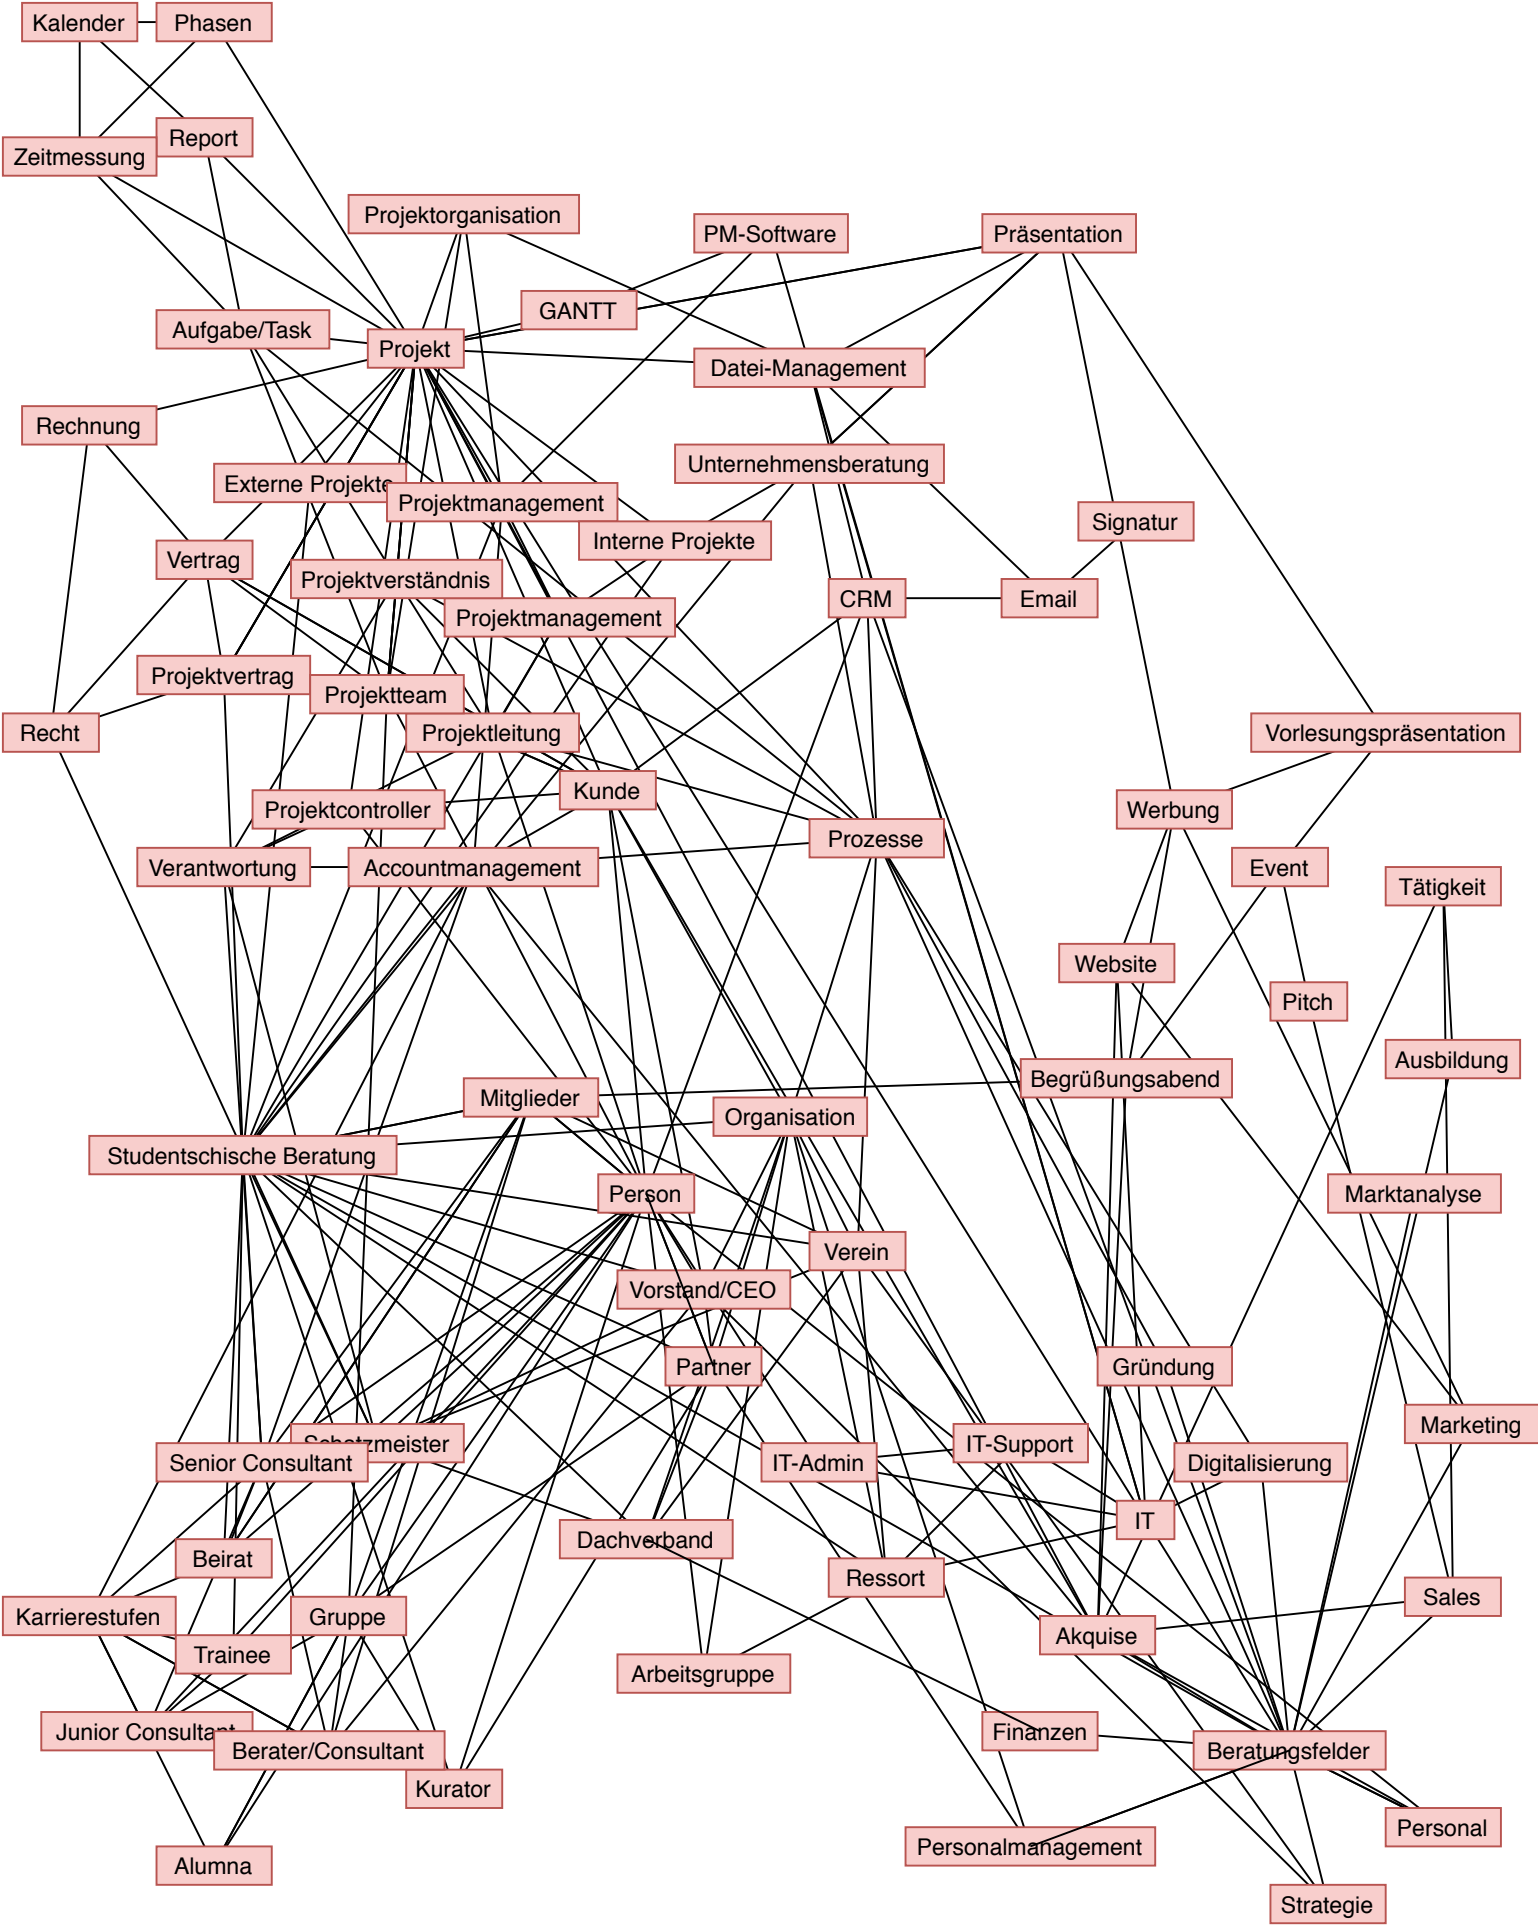 Kalender
Phasen
Report
Zeitmessung
Projektorganisation
PM-Software
Präsentation
GANTT
Aufgabe/Task
Projekt
Datei-Management
Rechnung
Unternehmensberatung
Externe Projekte
Projektmanagement
Signatur
Interne Projekte
Vertrag
Projektverständnis
CRM
Email
Projektmanagement
Projektvertrag
Projektteam
Recht
Projektleitung
Vorlesungspräsentation
Kunde
Projektcontroller
Werbung
Prozesse
Verantwortung
Accountmanagement
Event
Tätigkeit
Website
Pitch
Ausbildung
Begrüßungsabend
Mitglieder
Organisation
Studentschische Beratung
Person
Marktanalyse
Verein
Vorstand/CEO
Partner
Gründung
Marketing
Schatzmeister
IT-Support
Senior Consultant
IT-Admin
Digitalisierung
IT
Dachverband
Beirat
Ressort
Sales
Karrierestufen
Gruppe
Akquise
Trainee
Arbeitsgruppe
Junior Consultant
Finanzen
Berater/Consultant
Beratungsfelder
Kurator
Personal
Personalmanagement
Alumna
Strategie